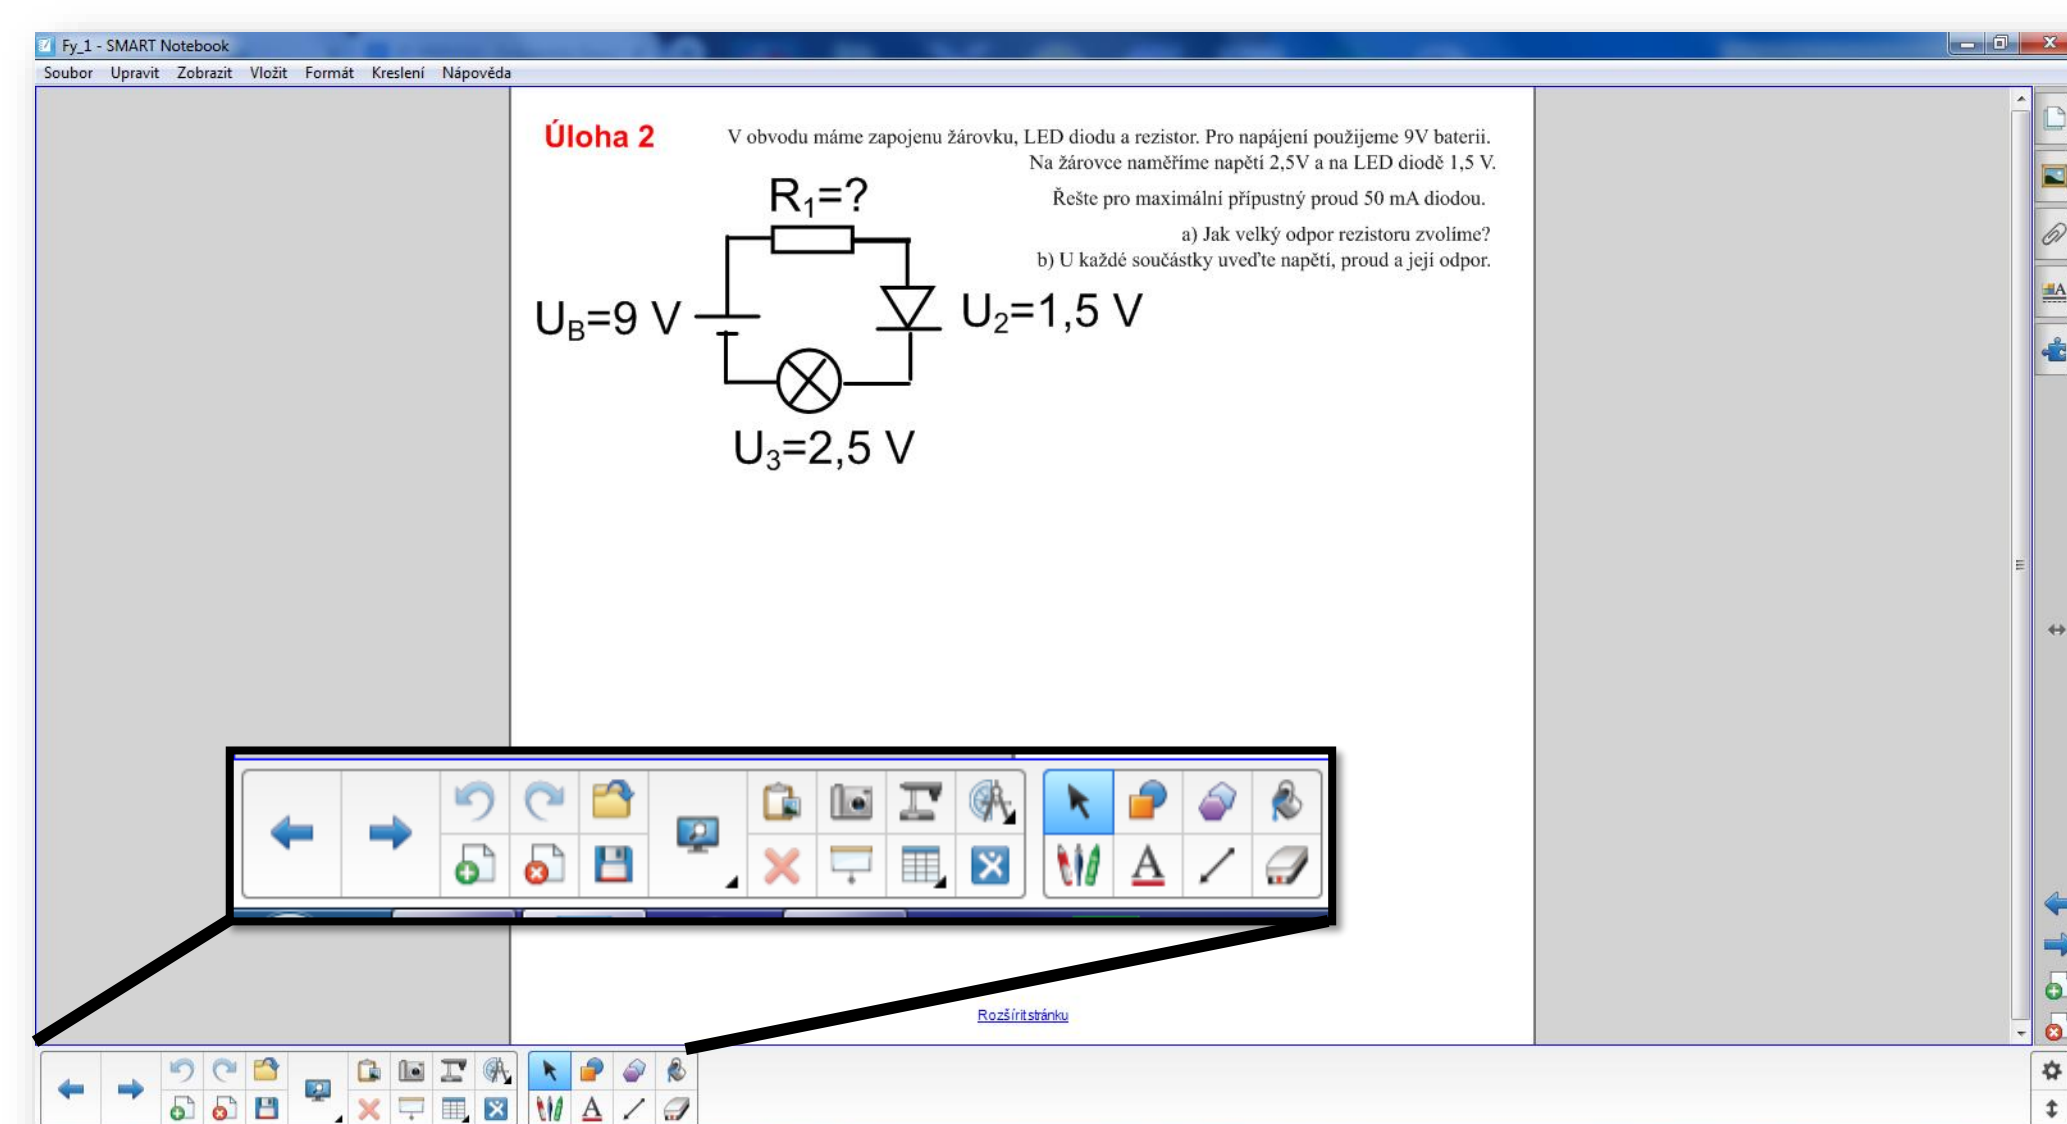 Fy_1 - SMART Notebook
Soubor Upravit Zobrazit Vložit Formát Kreslení Nápověda
Úloha 2
V obvodu máme zapojenu žárovku, LED diodu a rezistor. Pro napájení použijeme 9V baterii.
Na žárovce naměříme napětí 2,5V a na LED diodě 1,5 V.
Řešte pro maximální přípustný proud 50 mA diodou.
a) Jak velký odpor rezistoru zvolíme?
b) U každé součástky uveďte napětí, proud a její odpor.
R₁=?
U_B=9 V
U₂=1,5 V
U₃=2,5 V
Rozšířit stránku